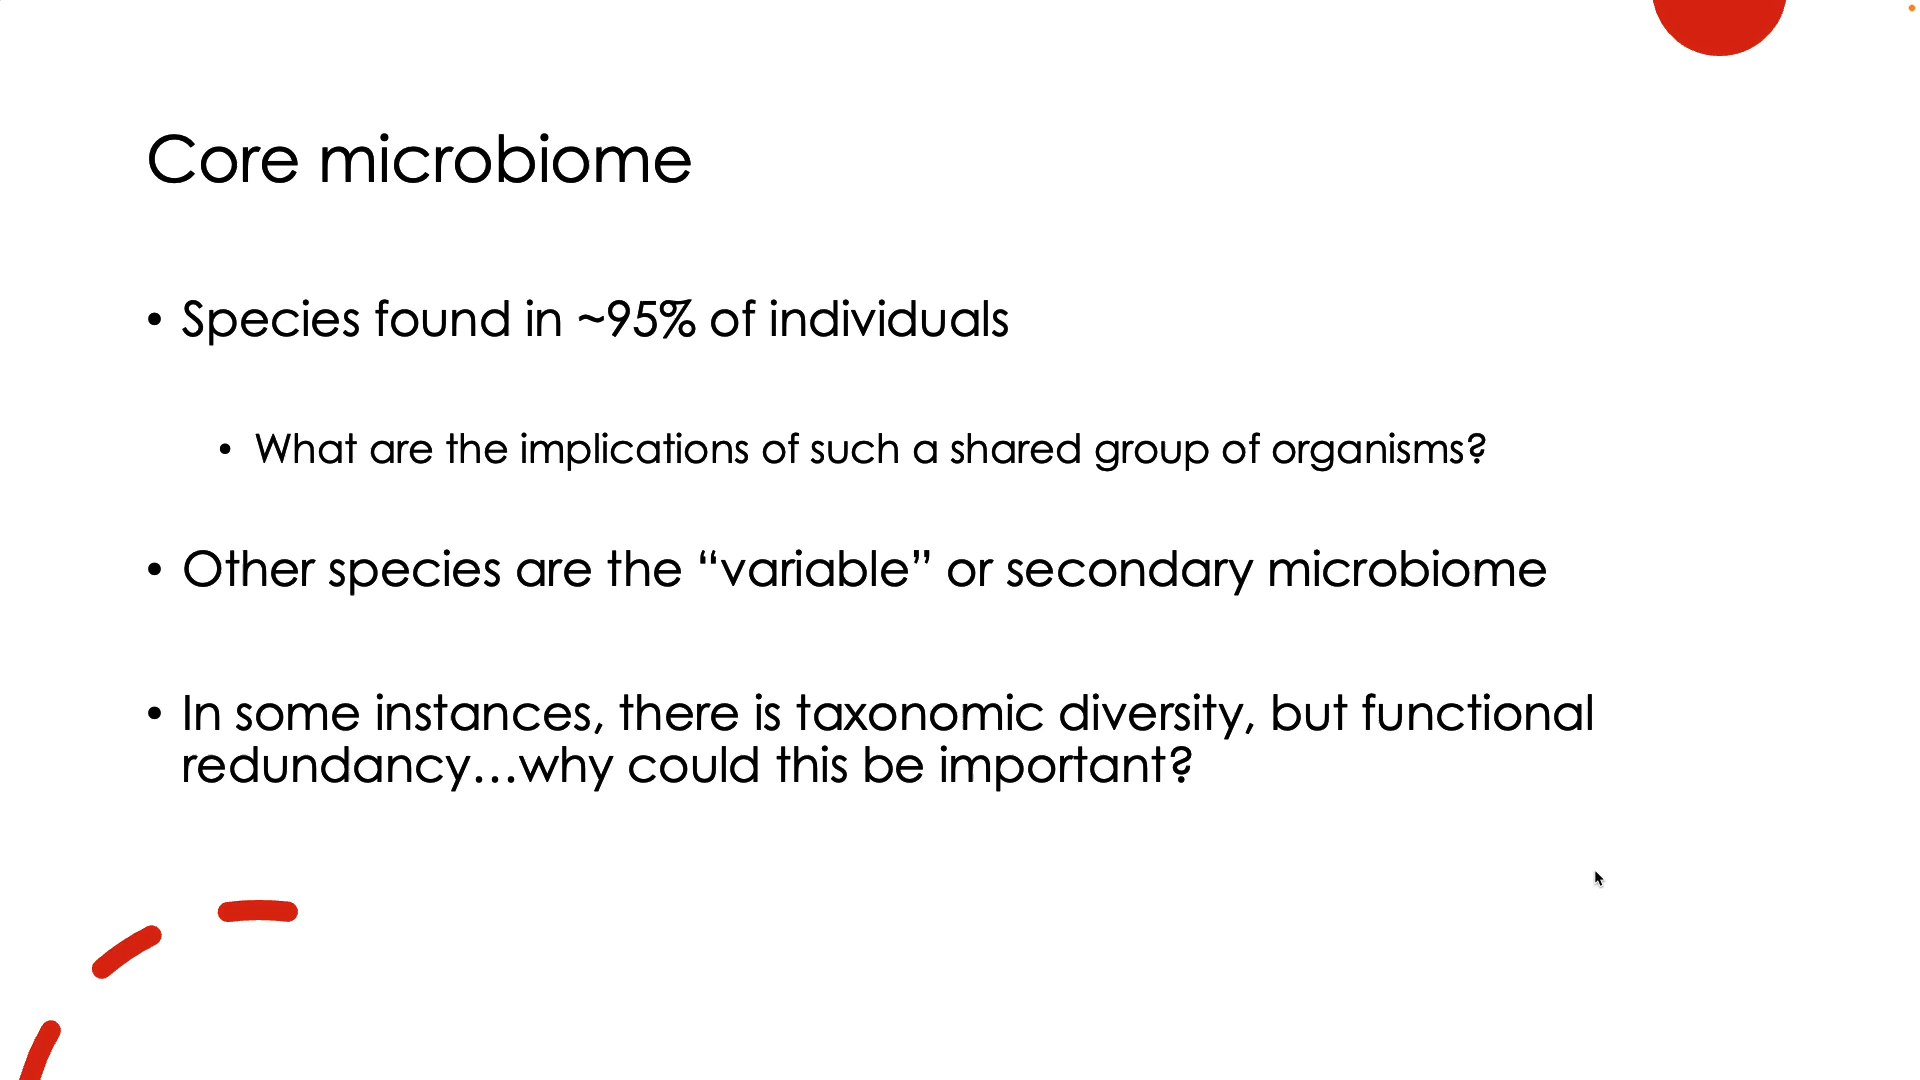 Core microbiome
• Species found in ~95% of individuals
• What are the implications of such a shared group of organisms?
• Other species are the “variable” or secondary microbiome
• In some instances, there is taxonomic diversity, but functional
redundancy…why could this be important?